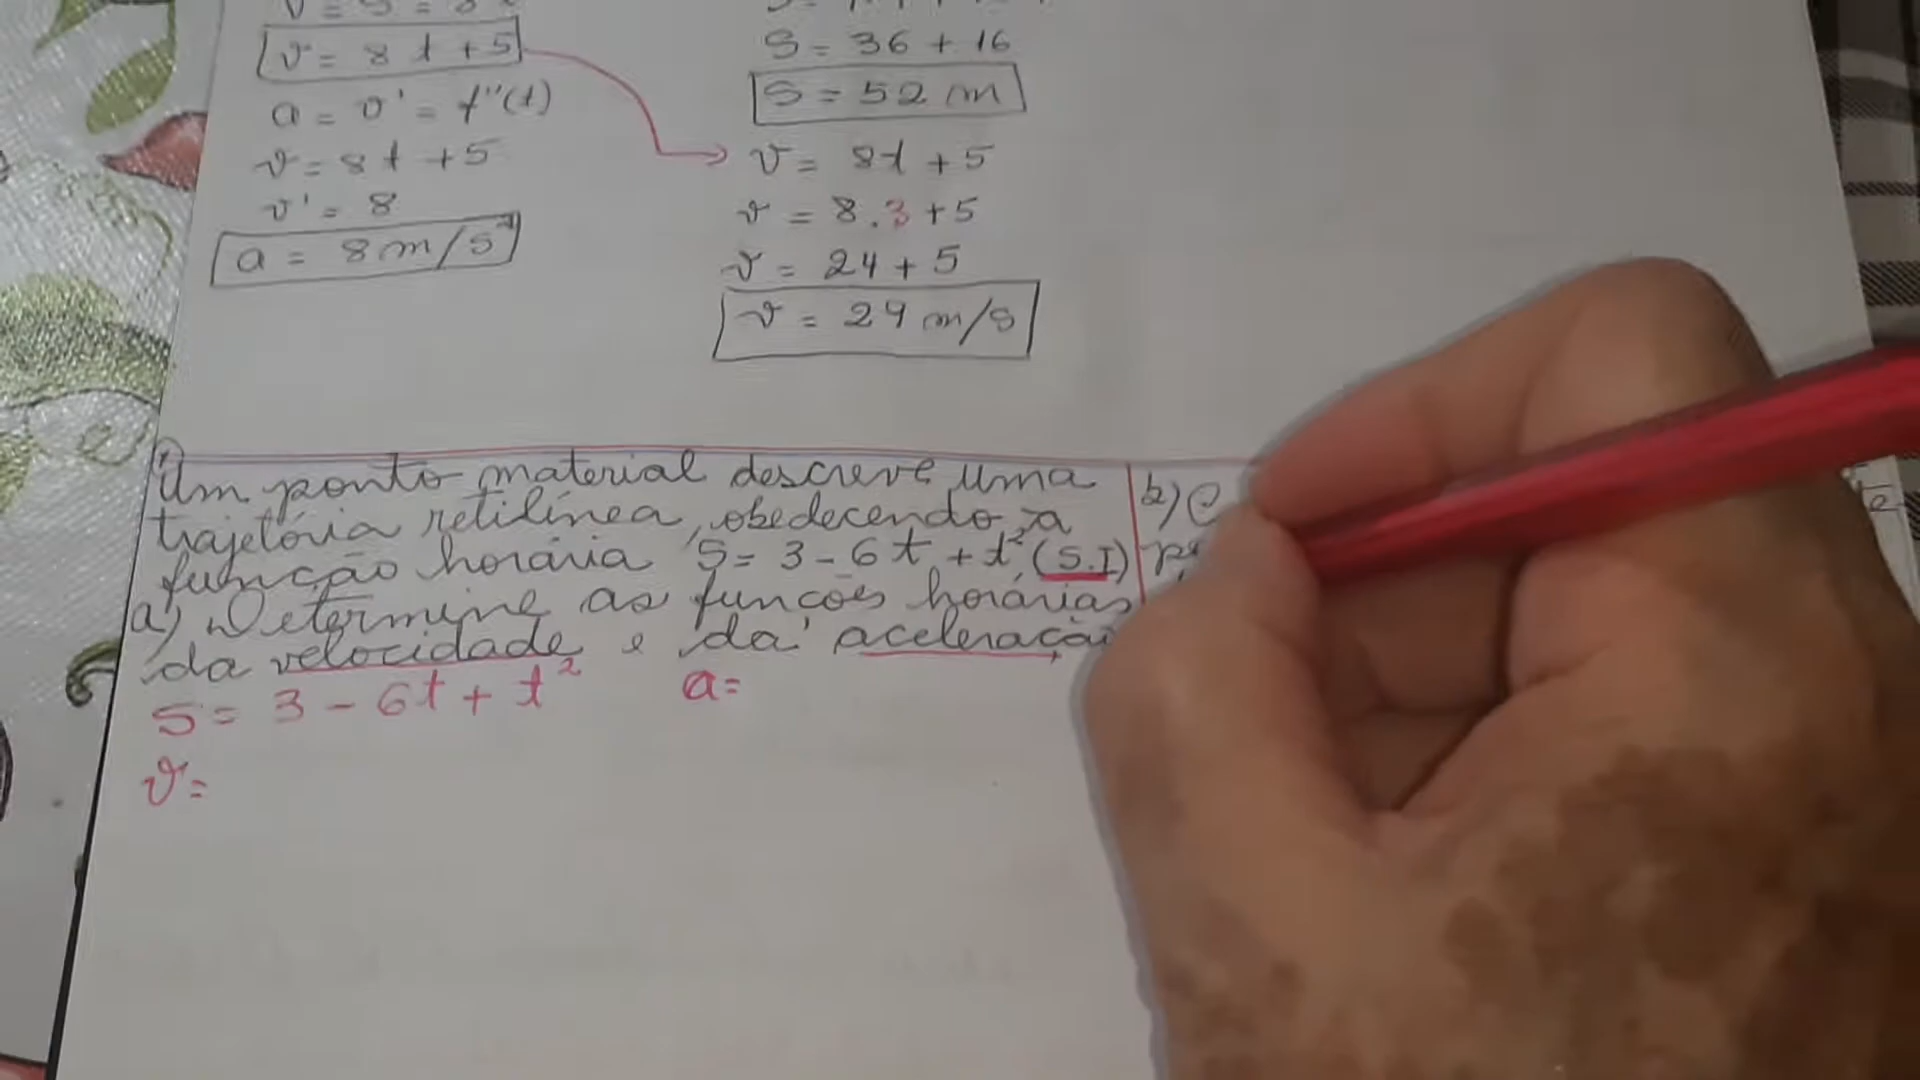 v = 8t + 5
a = v' = f''(t)
v = 8t + 5
v' = 8
a = 8 m/s²
S = 36 + 16
S = 52 m
v = 8t + 5
v = 8.3 + 5
v = 24 + 5
v = 29 m/s
Um ponto material descreve uma
trajetória retilínea, obedecendo a
função horária S = 3 - 6t + t² (S.I)
a) Determine as funcões horárias
da velocidade e da aceleração
S = 3 - 6t + t²
v =
a =
b)